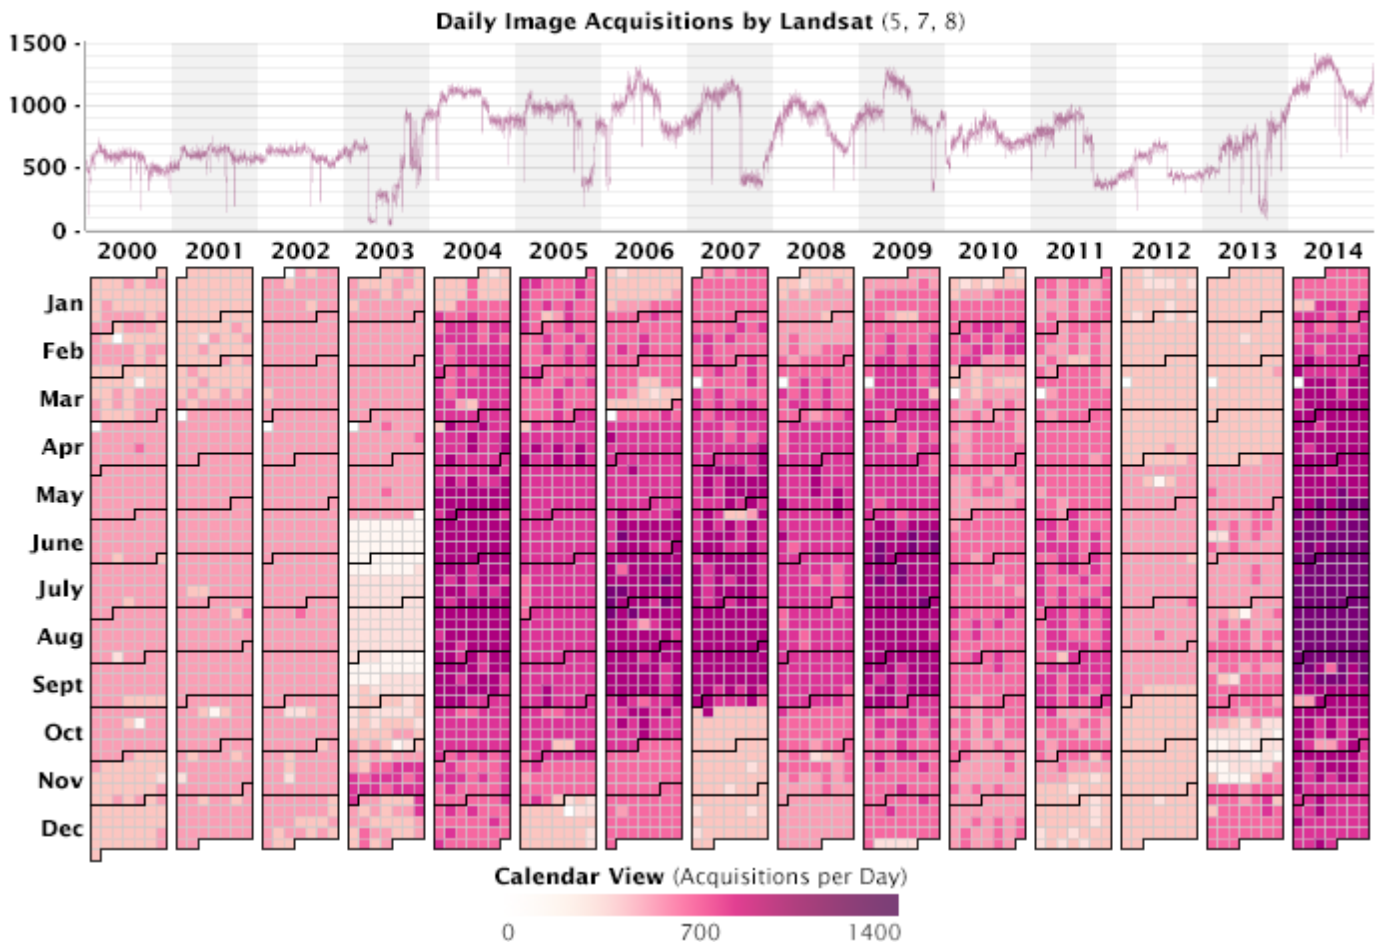 Daily Image Acquisitions by Landsat (5, 7, 8)
1500 -
1000 -
500 -
0 -
2000 2001 2002 2003 2004 2005 2006 2007 2008 2009 2010 2011 2012 2013 2014
Jan
Feb
Mar
Apr
May
June
July
Aug
Sept
Oct
Nov
Dec
Calendar View (Acquisitions per Day)
0 700 1400